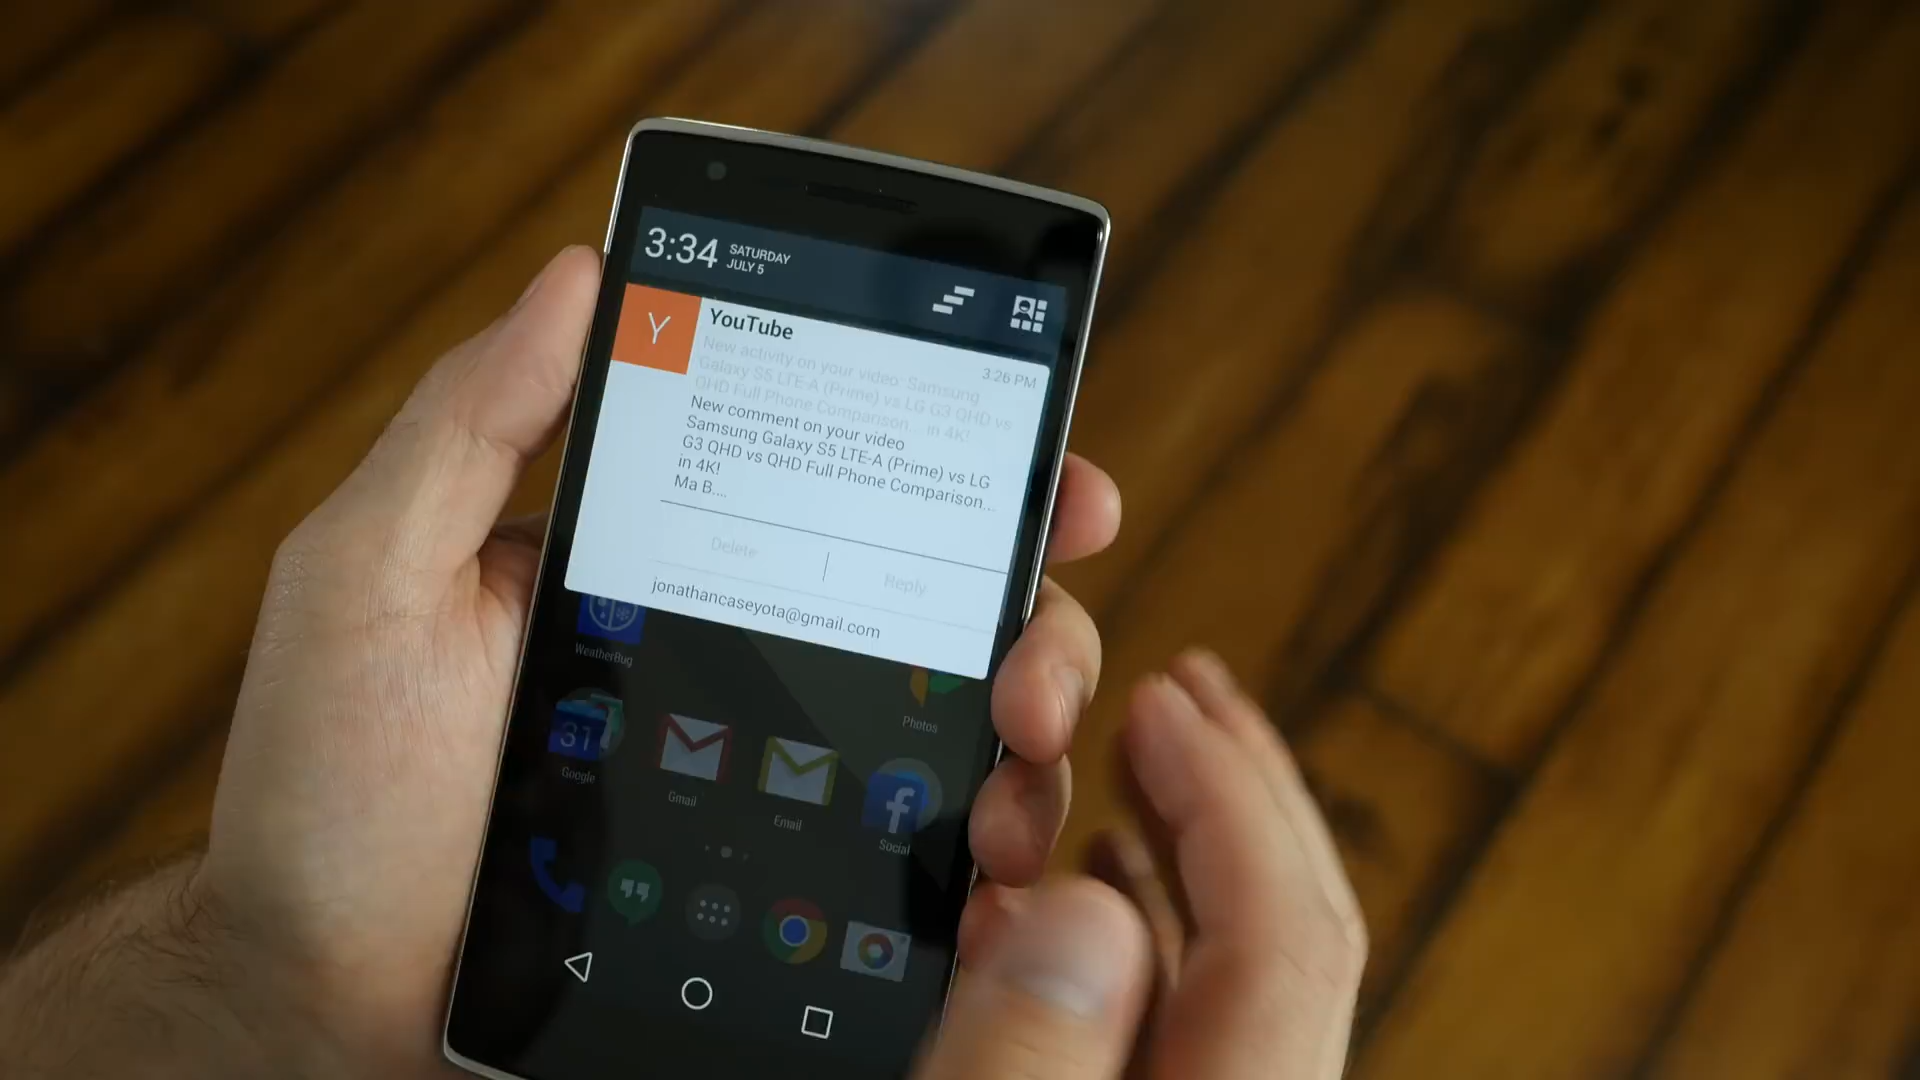 3:34
SATURDAY
JULY 5
Y
YouTube
3:26 PM
New activity on your video: Samsung
Galaxy S5 LTE-A (Prime) vs LG G3 QHD vs
QHD Full Phone Comparison... in 4K!
New comment on your video
Samsung Galaxy S5 LTE-A (Prime) vs LG
G3 QHD vs QHD Full Phone Comparison...
in 4K!
Ma B....
Delete
Reply
jonathancaseyota@gmail.com
WeatherBug
Photos
31
Google
Gmail
Email
f
Social